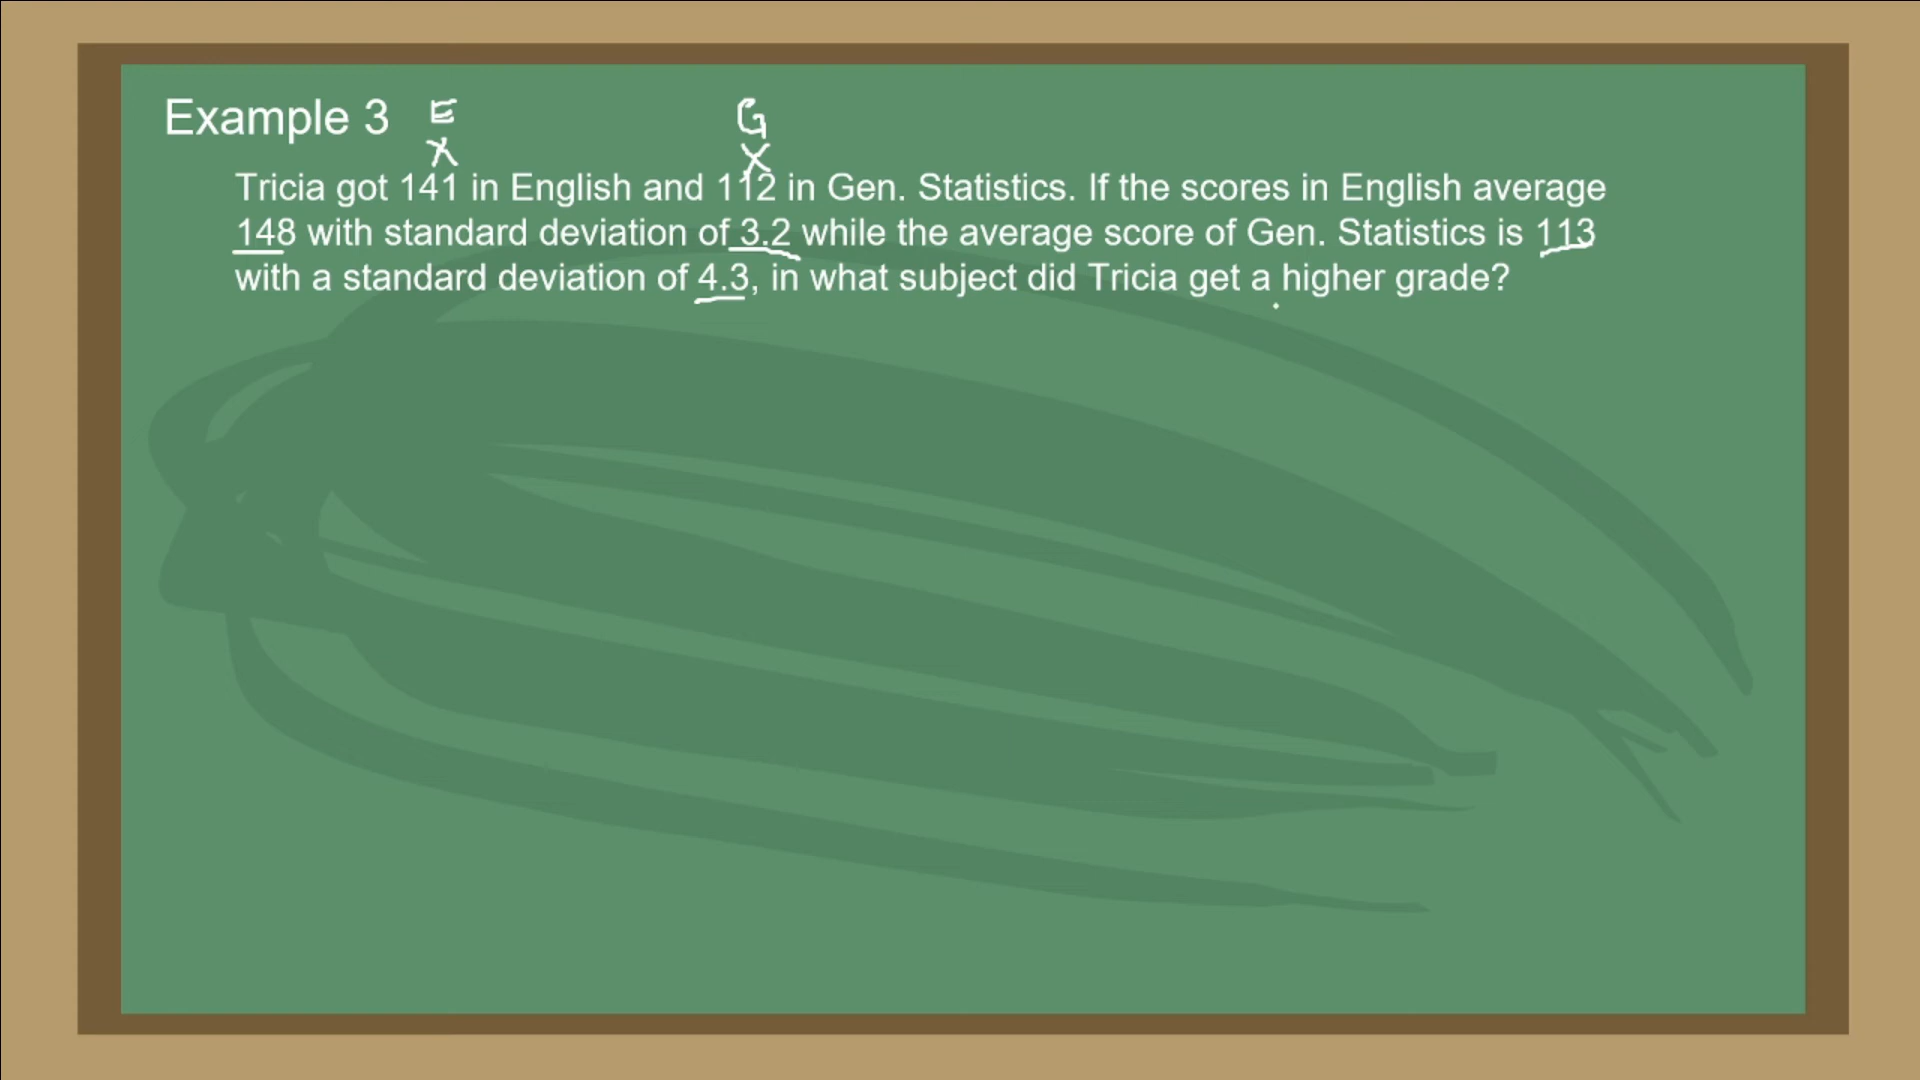 Example 3 E G
X X
Tricia got 141 in English and 112 in Gen. Statistics. If the scores in English average
148 with standard deviation of 3.2 while the average score of Gen. Statistics is 113
with a standard deviation of 4.3, in what subject did Tricia get a higher grade?